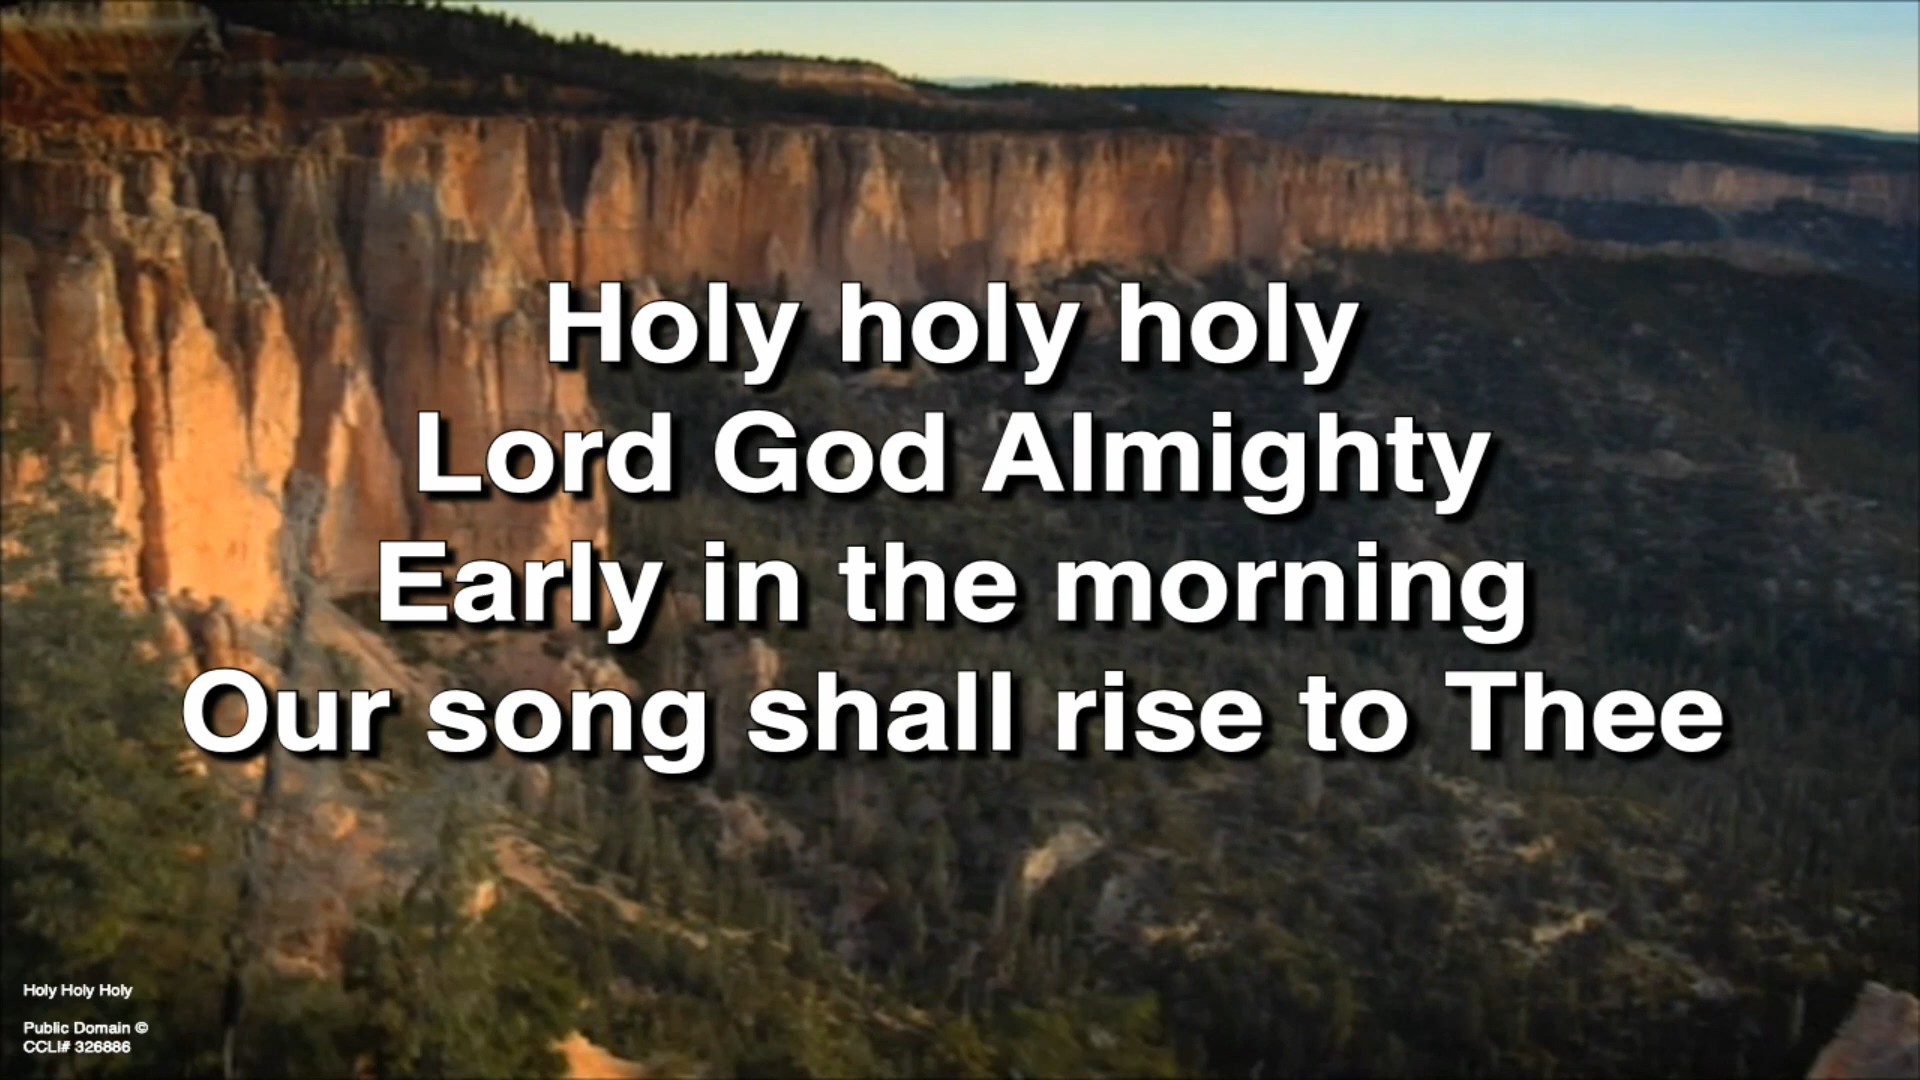 Holy holy holy
Lord God Almighty
Early in the morning
Our song shall rise to Thee
Holy Holy Holy
Public Domain ©
CCLI# 326886